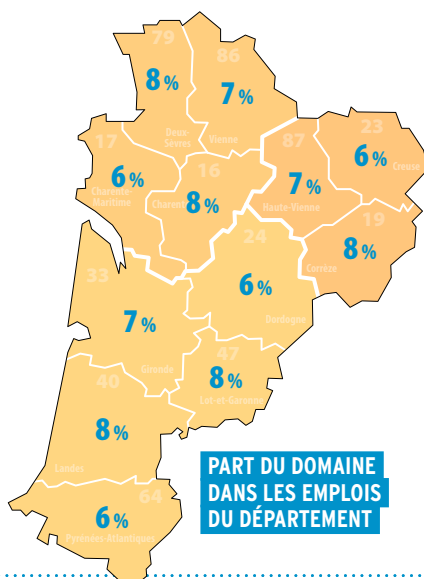 79
8 %
Deux-
Sèvres
86
7 %
Vienne
17
6 %
Charente
Maritime
16
Charen
8 %
87
7 %
Haute-Vienne
23
6 %
Creuse
19
8 %
Corrèze
24
6 %
Dordogne
33
7 %
Gironde
47
8 %
Lot-et-Garonne
40
8 %
Landes
64
6 %
Pyrénées-Atlantiques
PART DU DOMAINE
DANS LES EMPLOIS
DU DÉPARTEMENT